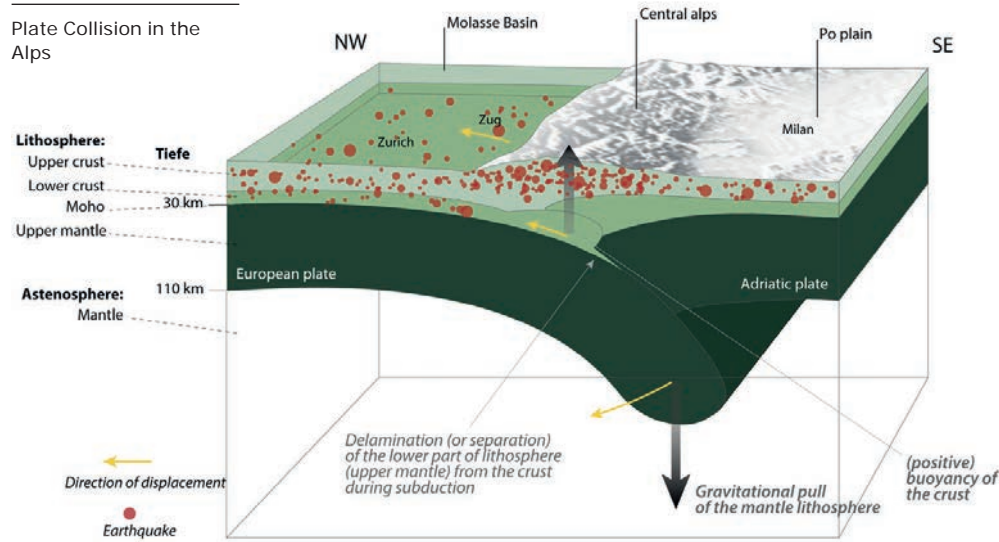 Plate Collision in the
Alps
NW
Molasse Basin
Central alps
Po plain
SE
Zug
Zurich
Milan
Lithosphere:
Upper crust
Tiefe
Lower crust
Moho
30 km
Upper mantle
European plate
Adriatic plate
Astenosphere:
110 km
Mantle
Delamination (or separation)
of the lower part of lithosphere
(upper mantle) from the crust
during subduction
(positive)
buoyancy of
the crust
Direction of displacement
Gravitational pull
of the mantle lithosphere
Earthquake